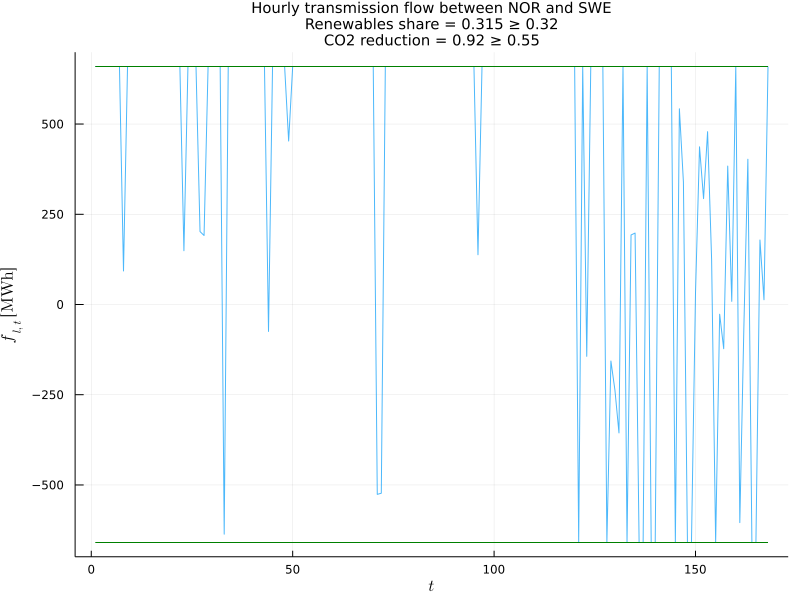 Hourly transmission flow between NOR and SWE
Renewables share = 0.315 ≥ 0.32
CO2 reduction = 0.92 ≥ 0.55
500
250
0
−250
−500
f l,t [MWh]
0
50
100
150
t